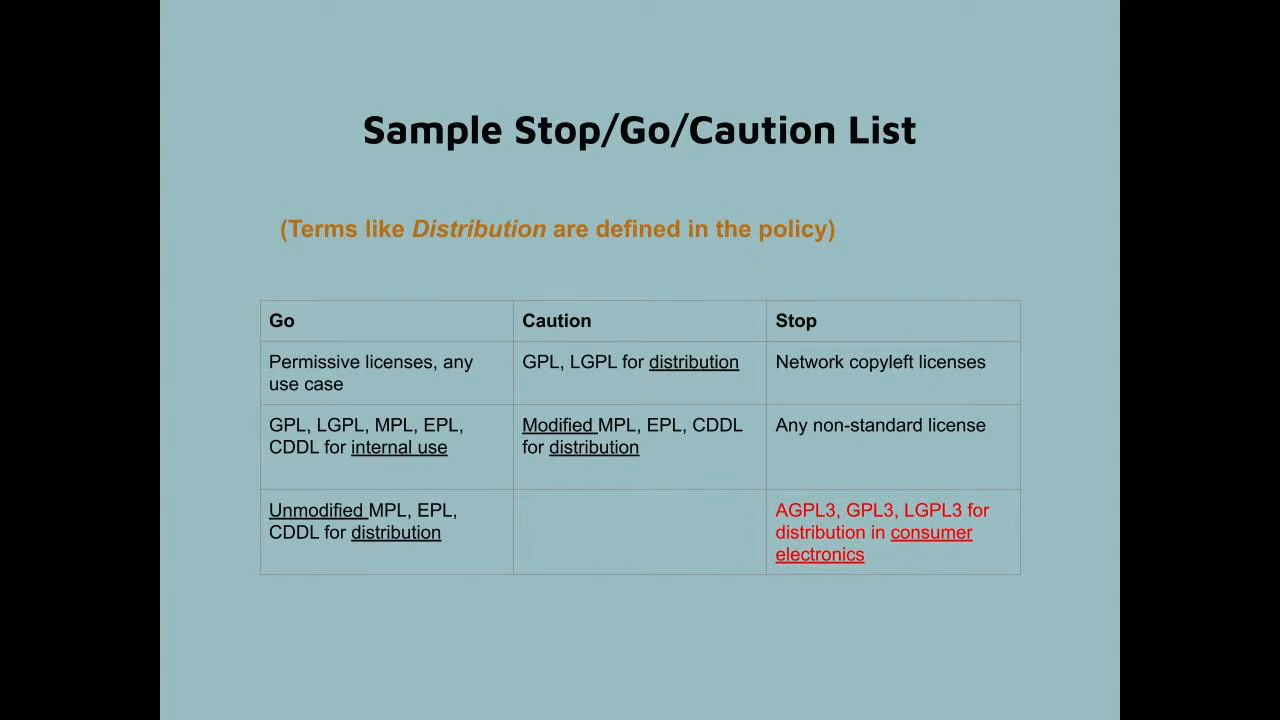 Sample Stop/Go/Caution List
(Terms like Distribution are defined in the policy)
Go
Caution
Stop
Permissive licenses, any
use case
GPL, LGPL for distribution
Network copyleft licenses
GPL, LGPL, MPL, EPL,
CDDL for internal use
Modified MPL, EPL, CDDL
for distribution
Any non-standard license
Unmodified MPL, EPL,
CDDL for distribution
AGPL3, GPL3, LGPL3 for
distribution in consumer
electronics